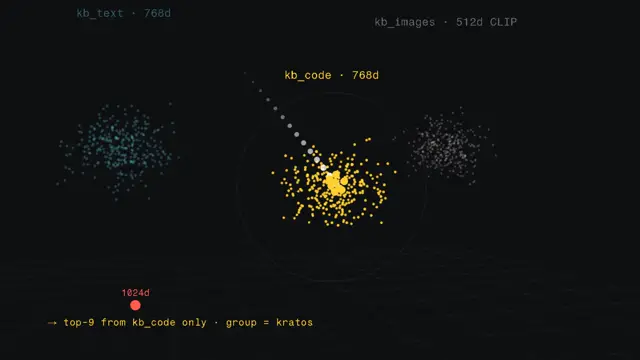 kb_text · 768d
kb_images · 512d CLIP
kb_code · 768d
1024d
→ top-9 from kb_code only · group = kratos